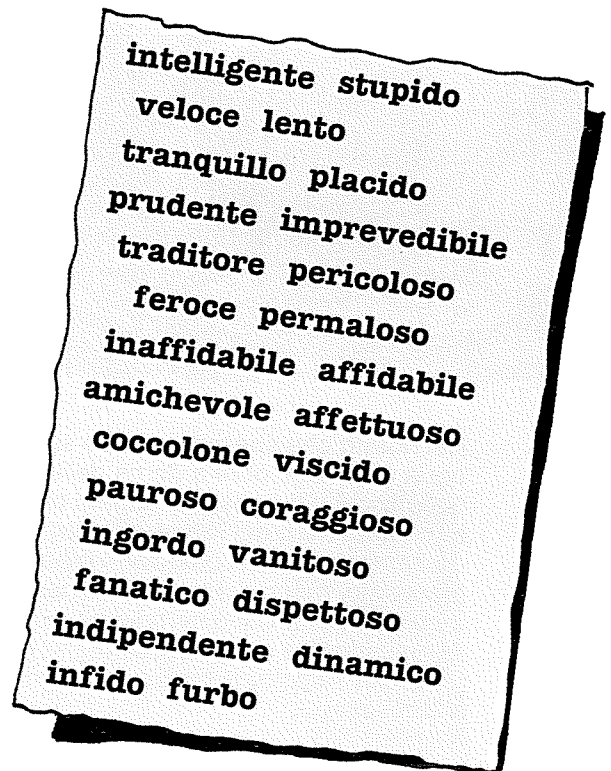 intelligente stupido
veloce lento
tranquillo placido
prudente imprevedibile
traditore pericoloso
feroce permaloso
inaffidabile affidabile
amichevole affettuoso
coccolone viscido
pauroso coraggioso
ingordo vanitoso
fanatico dispettoso
indipendente dinamico
infido furbo